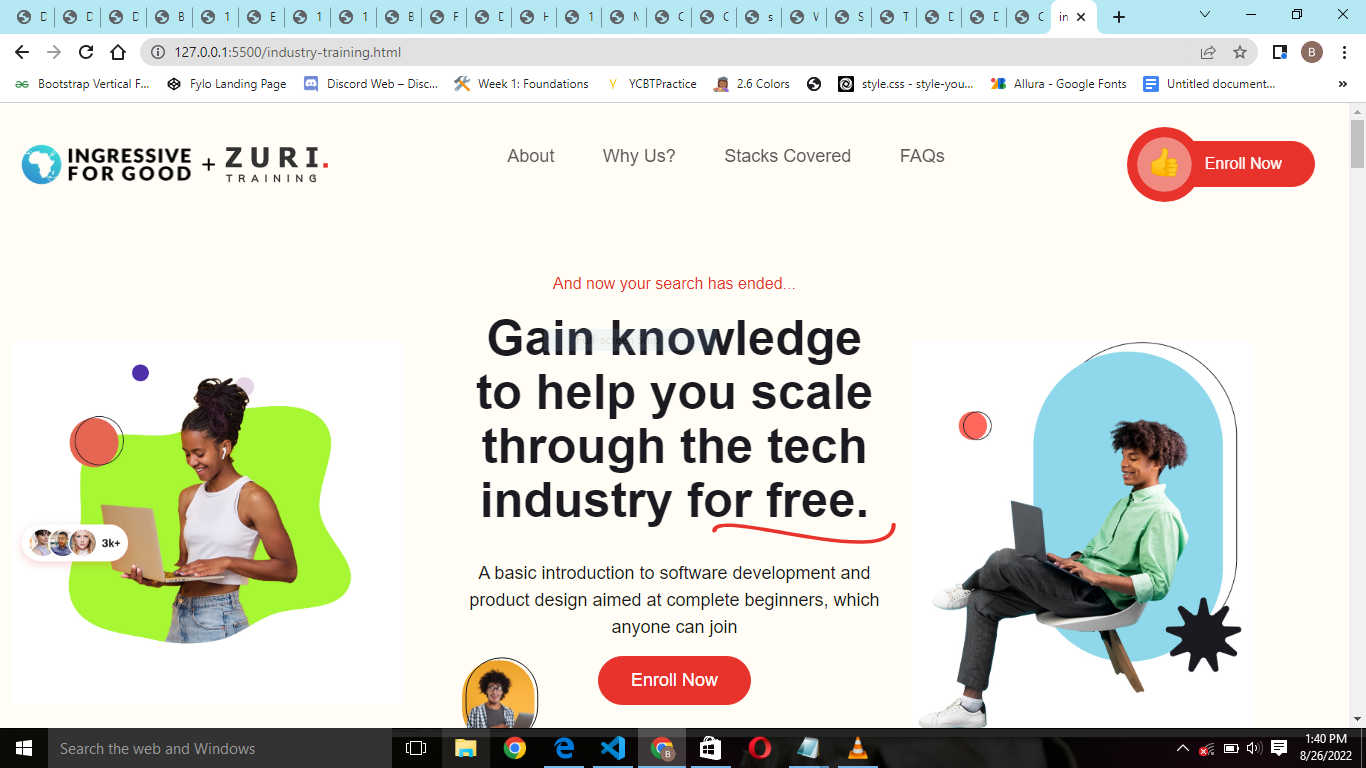 D
D
D
B
1
E
1
1
B
F
D
H
1
C
C
s
S
T
D
D
C
in
127.0.0.1:5500/industry-training.html
B
Bootstrap Vertical F...
Fylo Landing Page
Discord Web – Disc...
Week 1: Foundations
YCBTPractice
2.6 Colors
style.css - style-you...
Allura - Google Fonts
Untitled document...
»
INGRESSIVE
FOR GOOD
+
ZURI.
TRAINING
About
Why Us?
Stacks Covered
FAQs
Enroll Now
And now your search has ended...
Gain knowledge
to help you scale
through the tech
industry for free.
3k+
A basic introduction to software development and
product design aimed at complete beginners, which
anyone can join
Enroll Now
Search the web and Windows
1:40 PM
8/26/2022